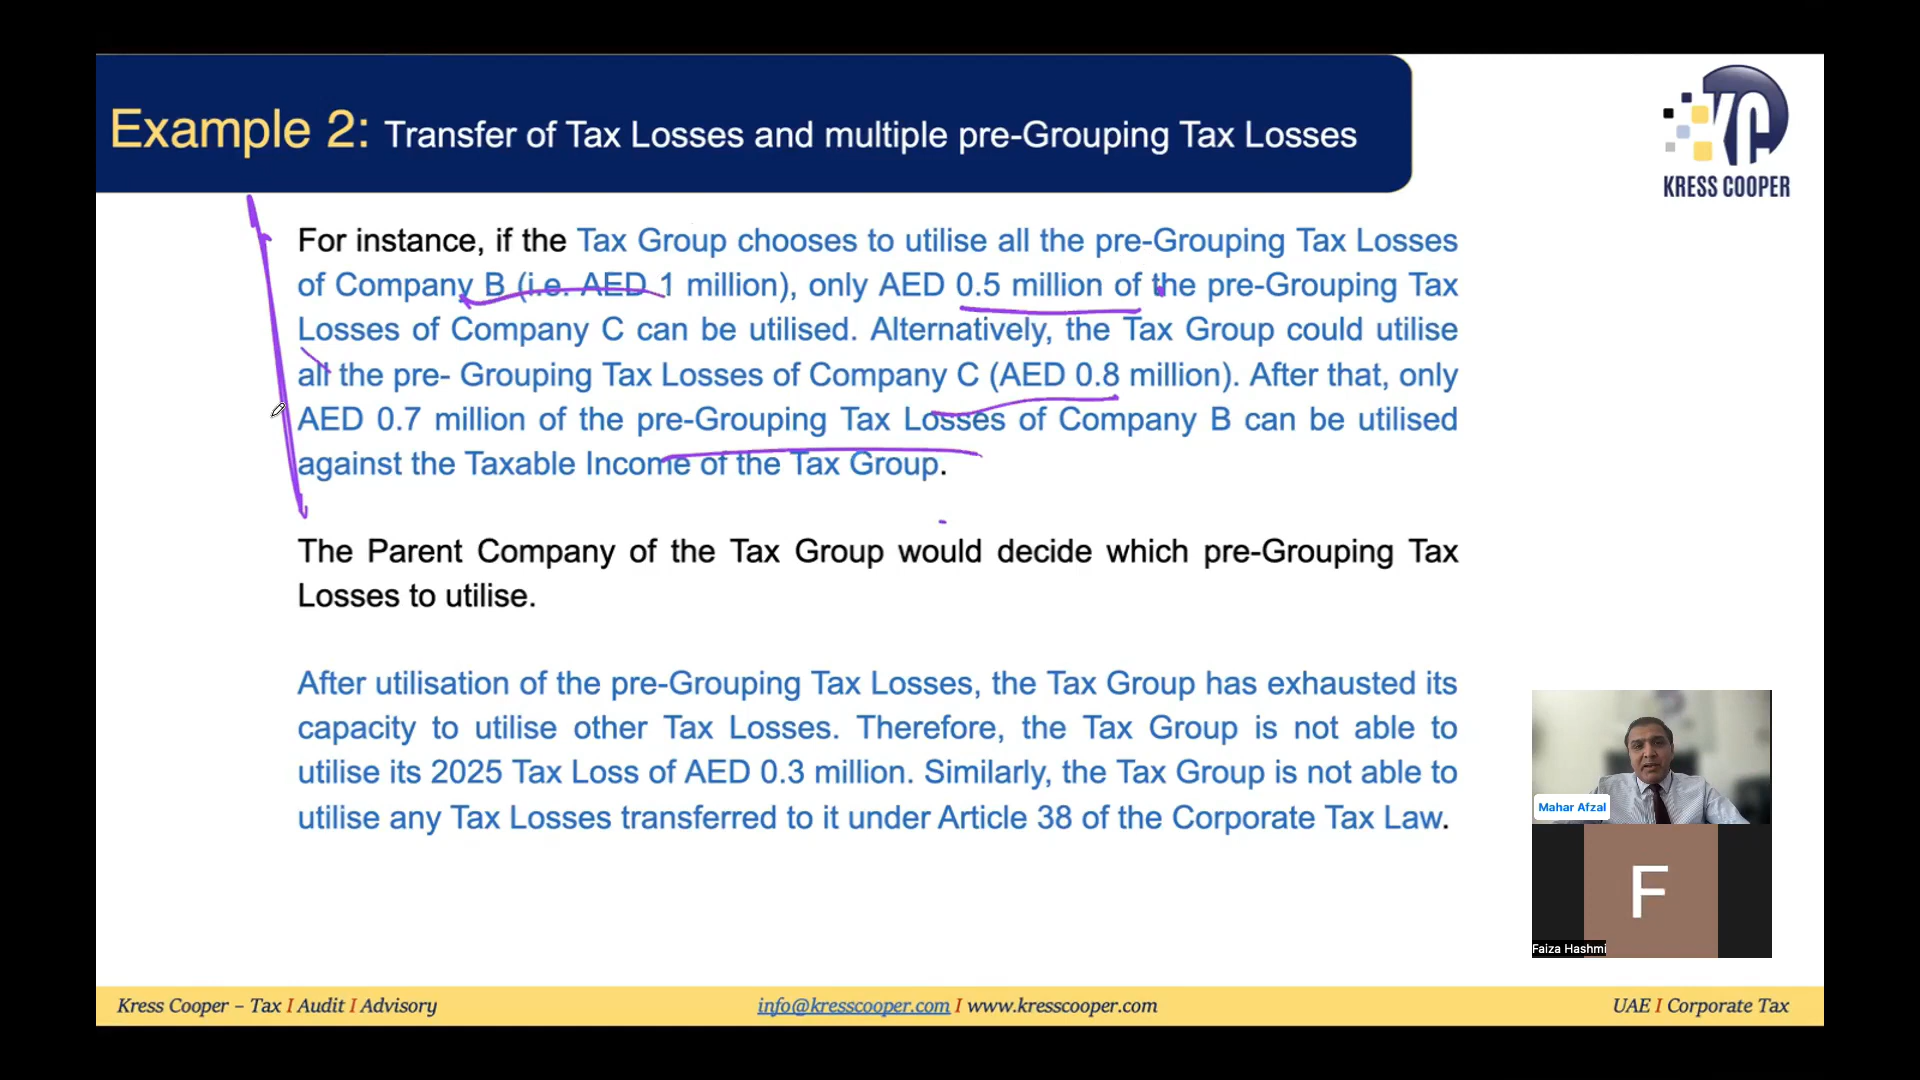 Example 2: Transfer of Tax Losses and multiple pre-Grouping Tax Losses
KC
KRESS COOPER
For instance, if the Tax Group chooses to utilise all the pre-Grouping Tax Losses
of Company B (i.e. AED 1 million), only AED 0.5 million of the pre-Grouping Tax
Losses of Company C can be utilised. Alternatively, the Tax Group could utilise
all the pre- Grouping Tax Losses of Company C (AED 0.8 million). After that, only
AED 0.7 million of the pre-Grouping Tax Losses of Company B can be utilised
against the Taxable Income of the Tax Group.
The Parent Company of the Tax Group would decide which pre-Grouping Tax
Losses to utilise.
After utilisation of the pre-Grouping Tax Losses, the Tax Group has exhausted its
capacity to utilise other Tax Losses. Therefore, the Tax Group is not able to
utilise its 2025 Tax Loss of AED 0.3 million. Similarly, the Tax Group is not able to
utilise any Tax Losses transferred to it under Article 38 of the Corporate Tax Law.
Mahar Afzal
F
Faiza Hashmi
Kress Cooper – Tax I Audit I Advisory
info@kresscooper.com I www.kresscooper.com
UAE I Corporate Tax